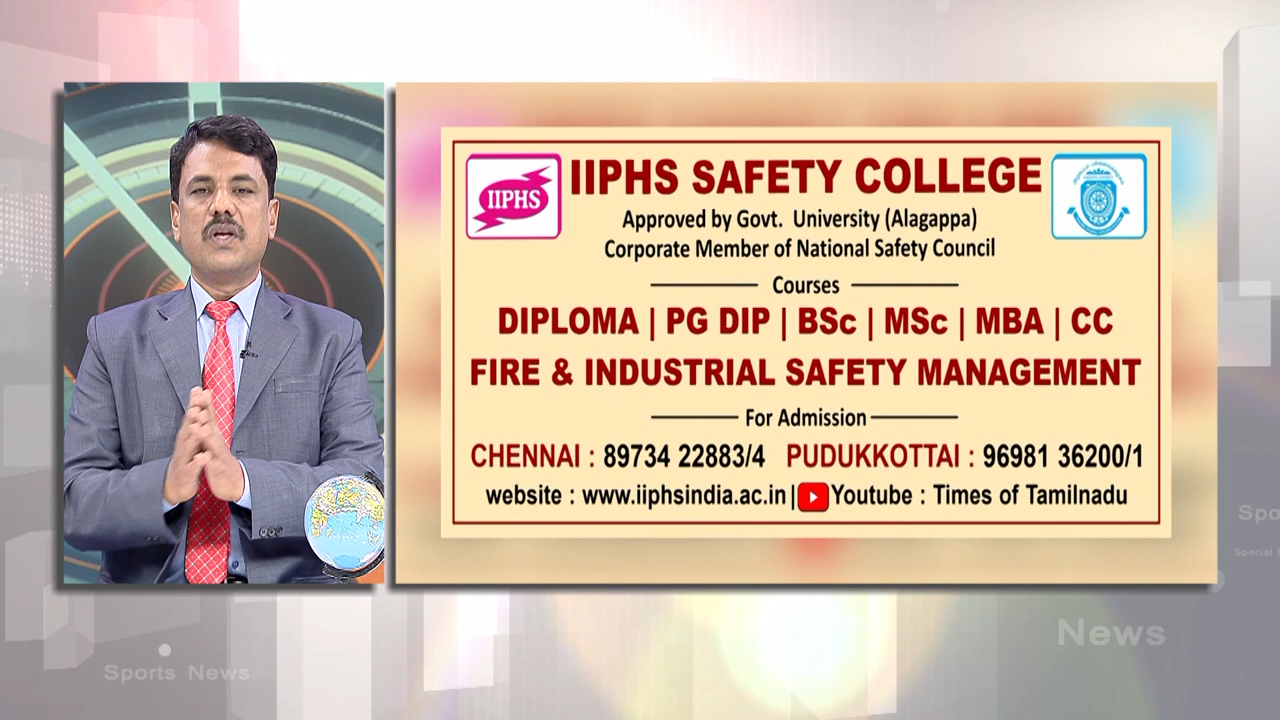 IIPHS
IIPHS SAFETY COLLEGE
Approved by Govt. University (Alagappa)
Corporate Member of National Safety Council
Courses
DIPLOMA | PG DIP | BSc | MSc | MBA | CC
FIRE & INDUSTRIAL SAFETY MANAGEMENT
For Admission
CHENNAI : 89734 22883/4 PUDUKKOTTAI : 96981 36200/1
website : www.iiphsindia.ac.in | Youtube : Times of Tamilnadu
Spo
Special
News
Sports News